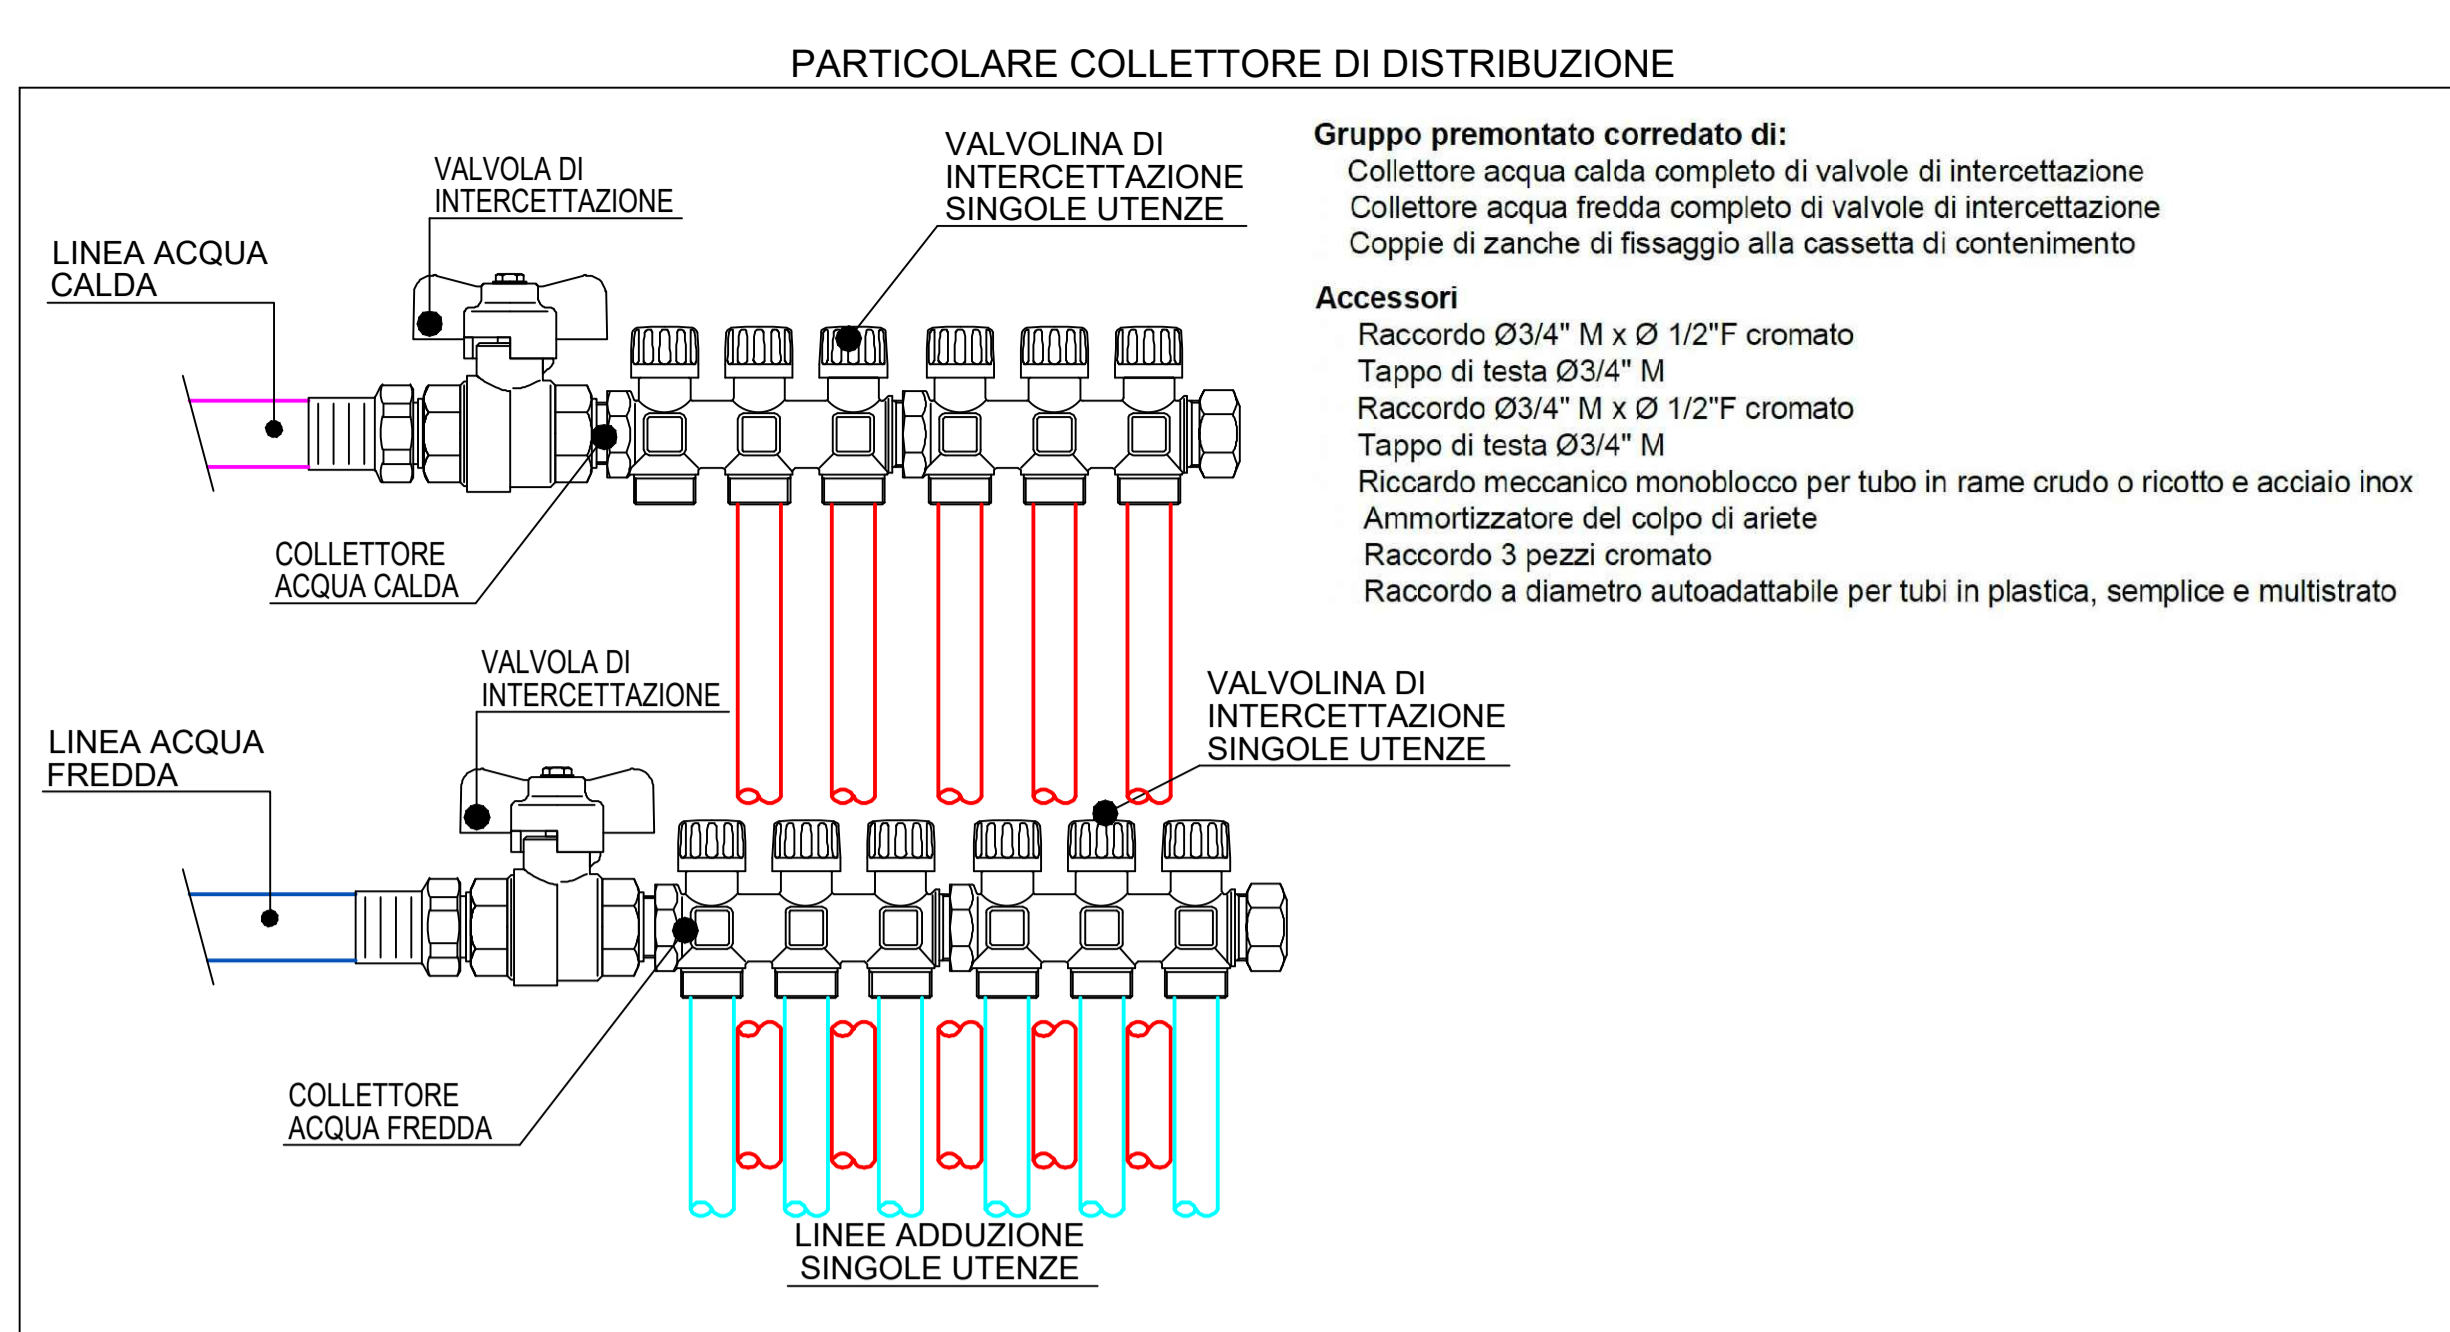 PARTICOLARE COLLETTORE DI DISTRIBUZIONE
VALVOLA DI
INTERCETTAZIONE
VALVOLINA DI
INTERCETTAZIONE
SINGOLE UTENZE
LINEA ACQUA
CALDA
COLLETTORE
ACQUA CALDA
Gruppo premontato corredato di:
Collettore acqua calda completo di valvole di intercettazione
Collettore acqua fredda completo di valvole di intercettazione
Coppie di zanche di fissaggio alla cassetta di contenimento
Accessori
Raccordo Ø3/4" M x Ø 1/2"F cromato
Tappo di testa Ø3/4" M
Raccordo Ø3/4" M x Ø 1/2"F cromato
Tappo di testa Ø3/4" M
Riccardo meccanico monoblocco per tubo in rame crudo o ricotto e acciaio inox
Ammortizzatore del colpo di ariete
Raccordo 3 pezzi cromato
Raccordo a diametro autoadattabile per tubi in plastica, semplice e multistrato
VALVOLA DI
INTERCETTAZIONE
VALVOLINA DI
INTERCETTAZIONE
SINGOLE UTENZE
LINEA ACQUA
FREDDA
COLLETTORE
ACQUA FREDDA
LINEE ADDUZIONE
SINGOLE UTENZE